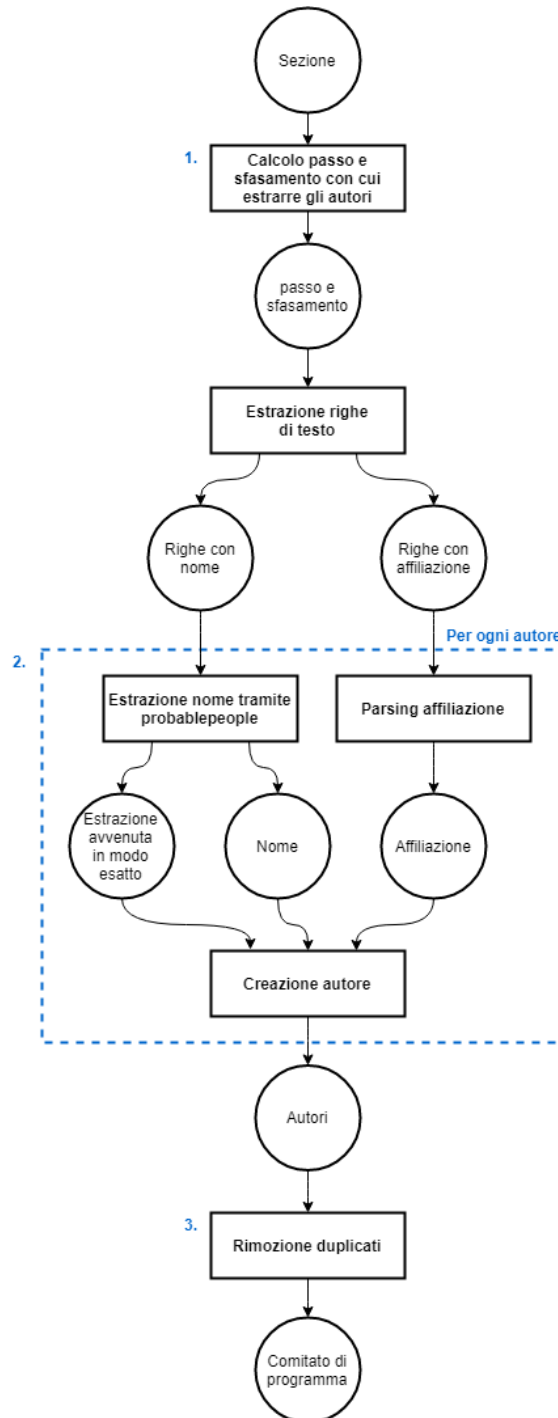 Sezione
1.
Calcolo passo e
sfasamento con cui
estrarre gli autori
passo e
sfasamento
Estrazione righe
di testo
Righe con
nome
Righe con
affiliazione
Per ogni autore
2.
Estrazione nome tramite
probablepeople
Parsing affiliazione
Estrazione
avvenuta
in modo
esatto
Nome
Affiliazione
Creazione autore
Autori
3.
Rimozione duplicati
Comitato di
programma